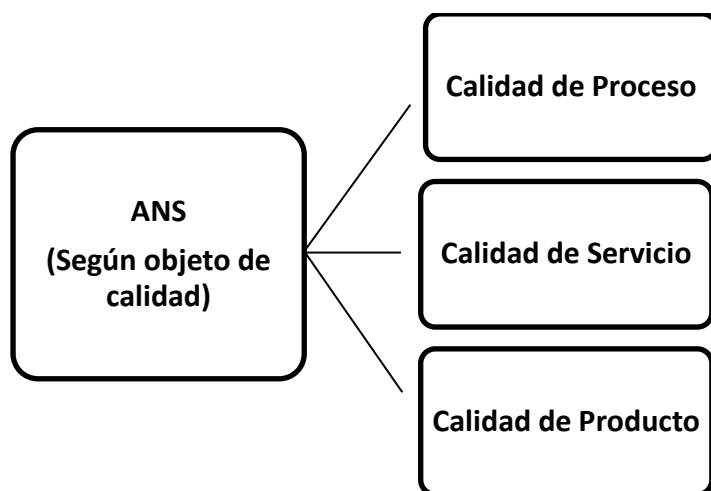 ANS
(Según objeto de
calidad)
Calidad de Proceso
Calidad de Servicio
Calidad de Producto